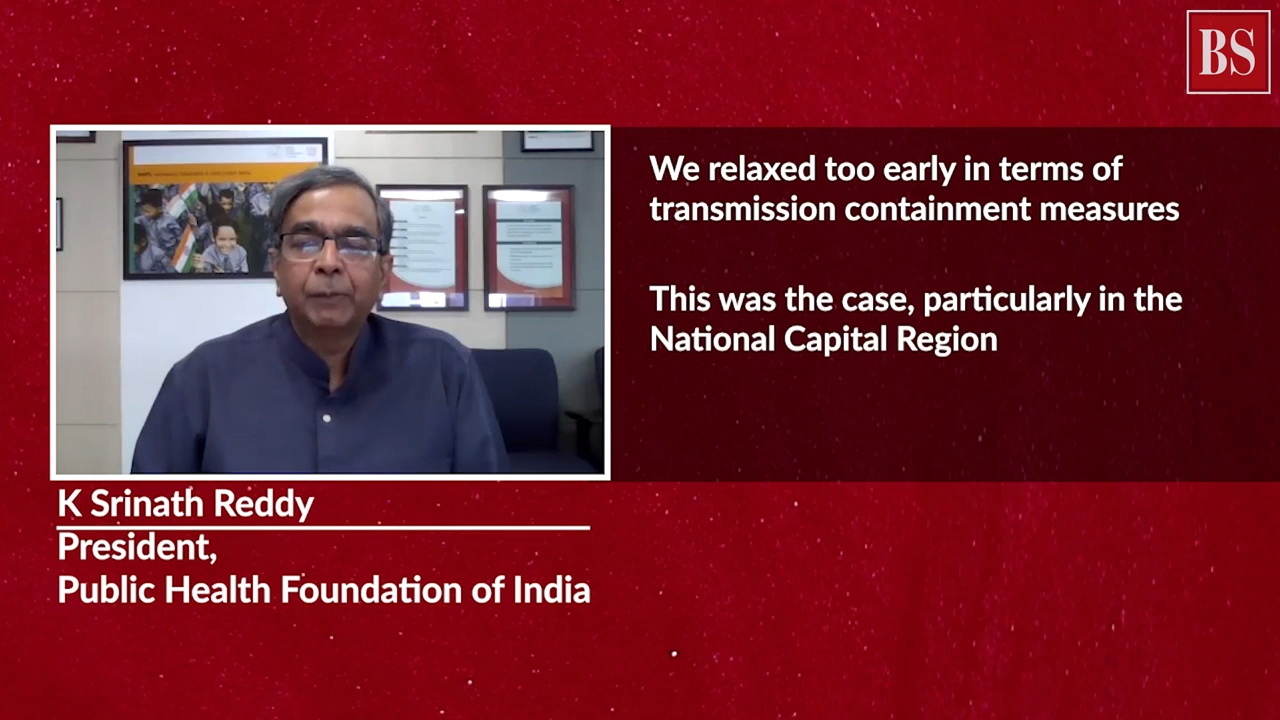 BS
We relaxed too early in terms of
transmission containment measures
This was the case, particularly in the
National Capital Region
K Srinath Reddy
President,
Public Health Foundation of India